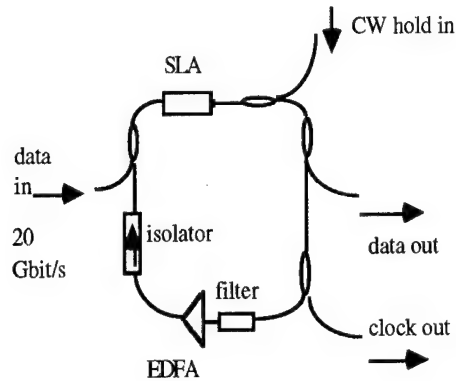 CW hold in
SLA
data
in
20
Gbit/s
isolator
filter
EDFA
data out
clock out